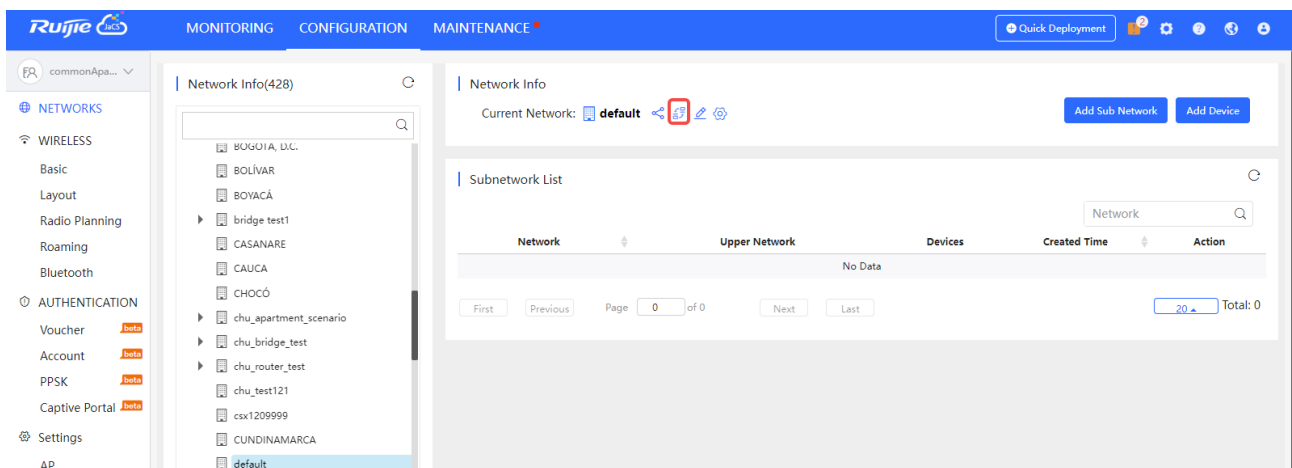 Ruijie JaCS MONITORING CONFIGURATION MAINTENANCE Quick Deployment 2
FR commonApa...
NETWORKS
WIRELESS
Basic
Layout
Radio Planning
Roaming
Bluetooth
AUTHENTICATION
Voucher beta
Account beta
PPSK beta
Captive Portal beta
Settings
AP
Network Info(428)
BOGOTA, D.C.
BOLÍVAR
BOYACÁ
bridge test1
CASANARE
CAUCA
CHOCÓ
chu_apartment_scenario
chu_bridge_test
chu_router_test
chu_test121
csx1209999
CUNDINAMARCA
default
Network Info
Current Network: default
Add Sub Network Add Device
Subnetwork List
Network
Network Upper Network Devices Created Time Action
No Data
First Previous Page 0 of 0 Next Last 20 Total: 0